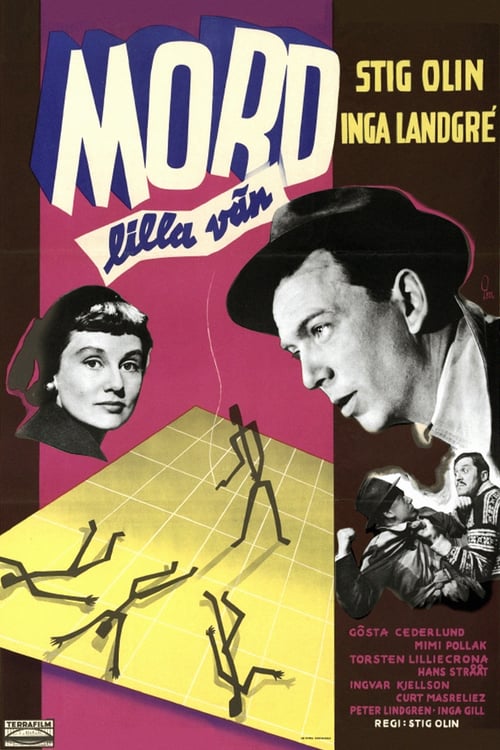 MORD
lilla vän
STIG OLIN
INGA LANDGRÉ
GÖSTA CEDERLUND
MIMI POLLAK
TORSTEN LILLIECRONA
HANS STRÅÅT
INGVAR KJELLSON
CURT MASRELIEZ
PETER LINDGREN · INGA GILL
REGI: STIG OLIN
TERRAFILM